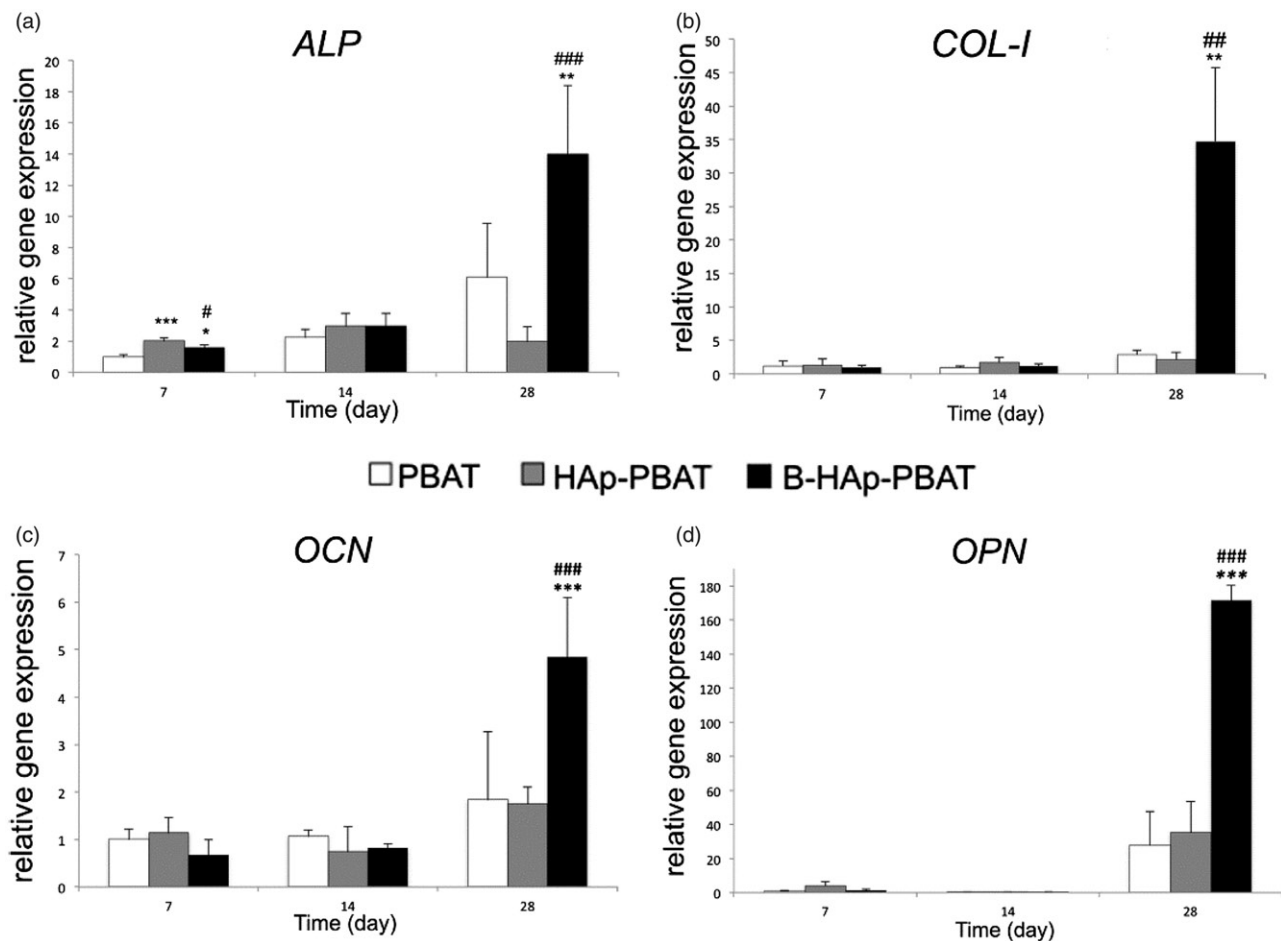 (a)
ALP
relative gene expression
20
18
16
14
12
10
8
6
4
2
0
***
#
*
###
**
7 14 28
Time (day)
(b)
COL-I
relative gene expression
50
45
40
35
30
25
20
15
10
5
0
##
**
7 14 28
Time (day)
PBAT HAp-PBAT B-HAp-PBAT
(c)
OCN
relative gene expression
7
6
5
4
3
2
1
0
###
***
7 14 28
Time (day)
(d)
OPN
relative gene expression
180
160
140
120
100
80
60
40
20
0
###
***
7 14 28
Time (day)